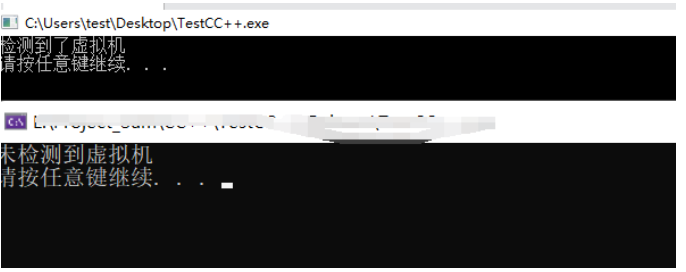 C:\Users\test\Desktop\TestCC++.exe
检测到了虚拟机
请按任意键继续. . .
未检测到虚拟机
请按任意键继续. . .